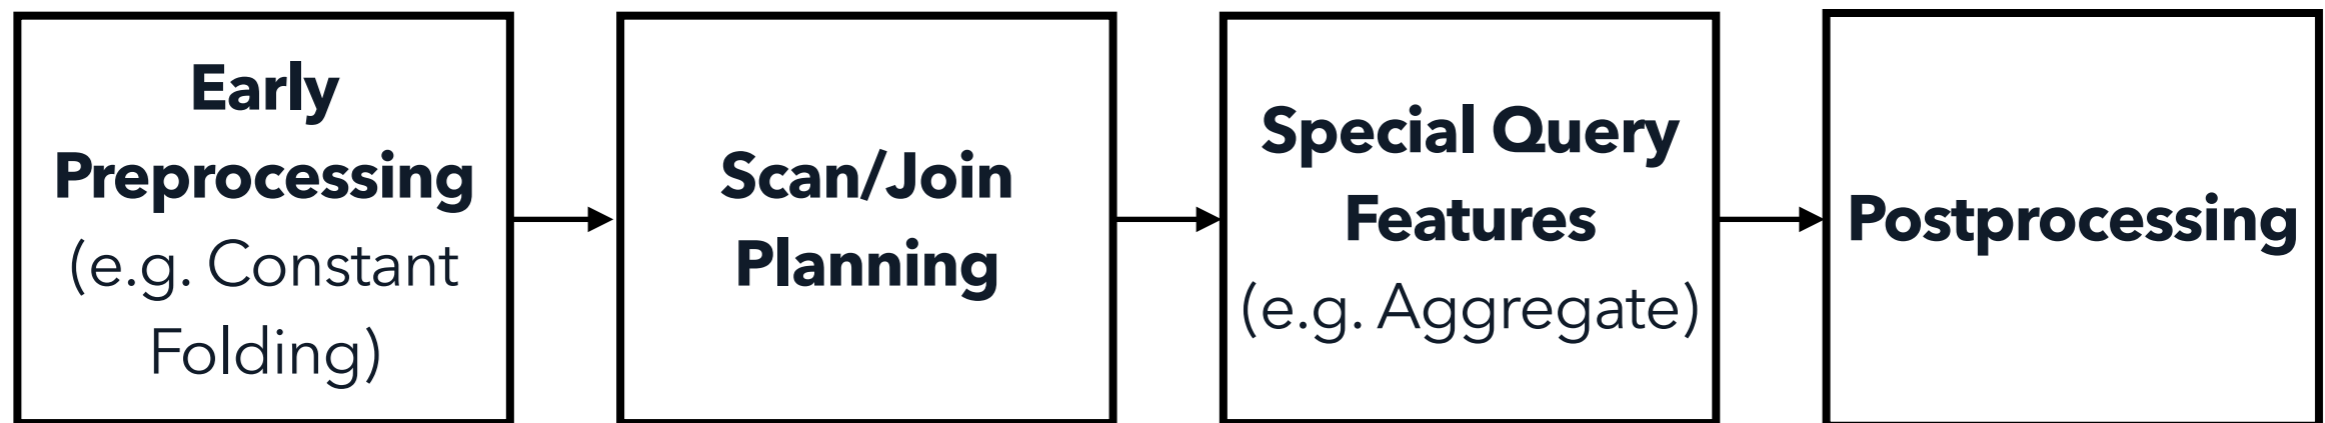 Early
Preprocessing
(e.g. Constant
Folding)
Scan/Join
Planning
Special Query
Features
(e.g. Aggregate)
Postprocessing